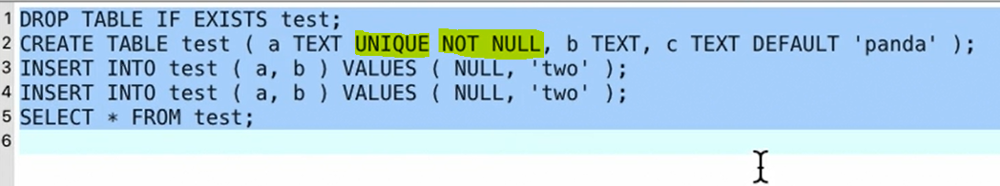 1 DROP TABLE IF EXISTS test;
2 CREATE TABLE test ( a TEXT UNIQUE NOT NULL, b TEXT, c TEXT DEFAULT 'panda' );
3 INSERT INTO test ( a, b ) VALUES ( NULL, 'two' );
4 INSERT INTO test ( a, b ) VALUES ( NULL, 'two' );
5 SELECT * FROM test;
6